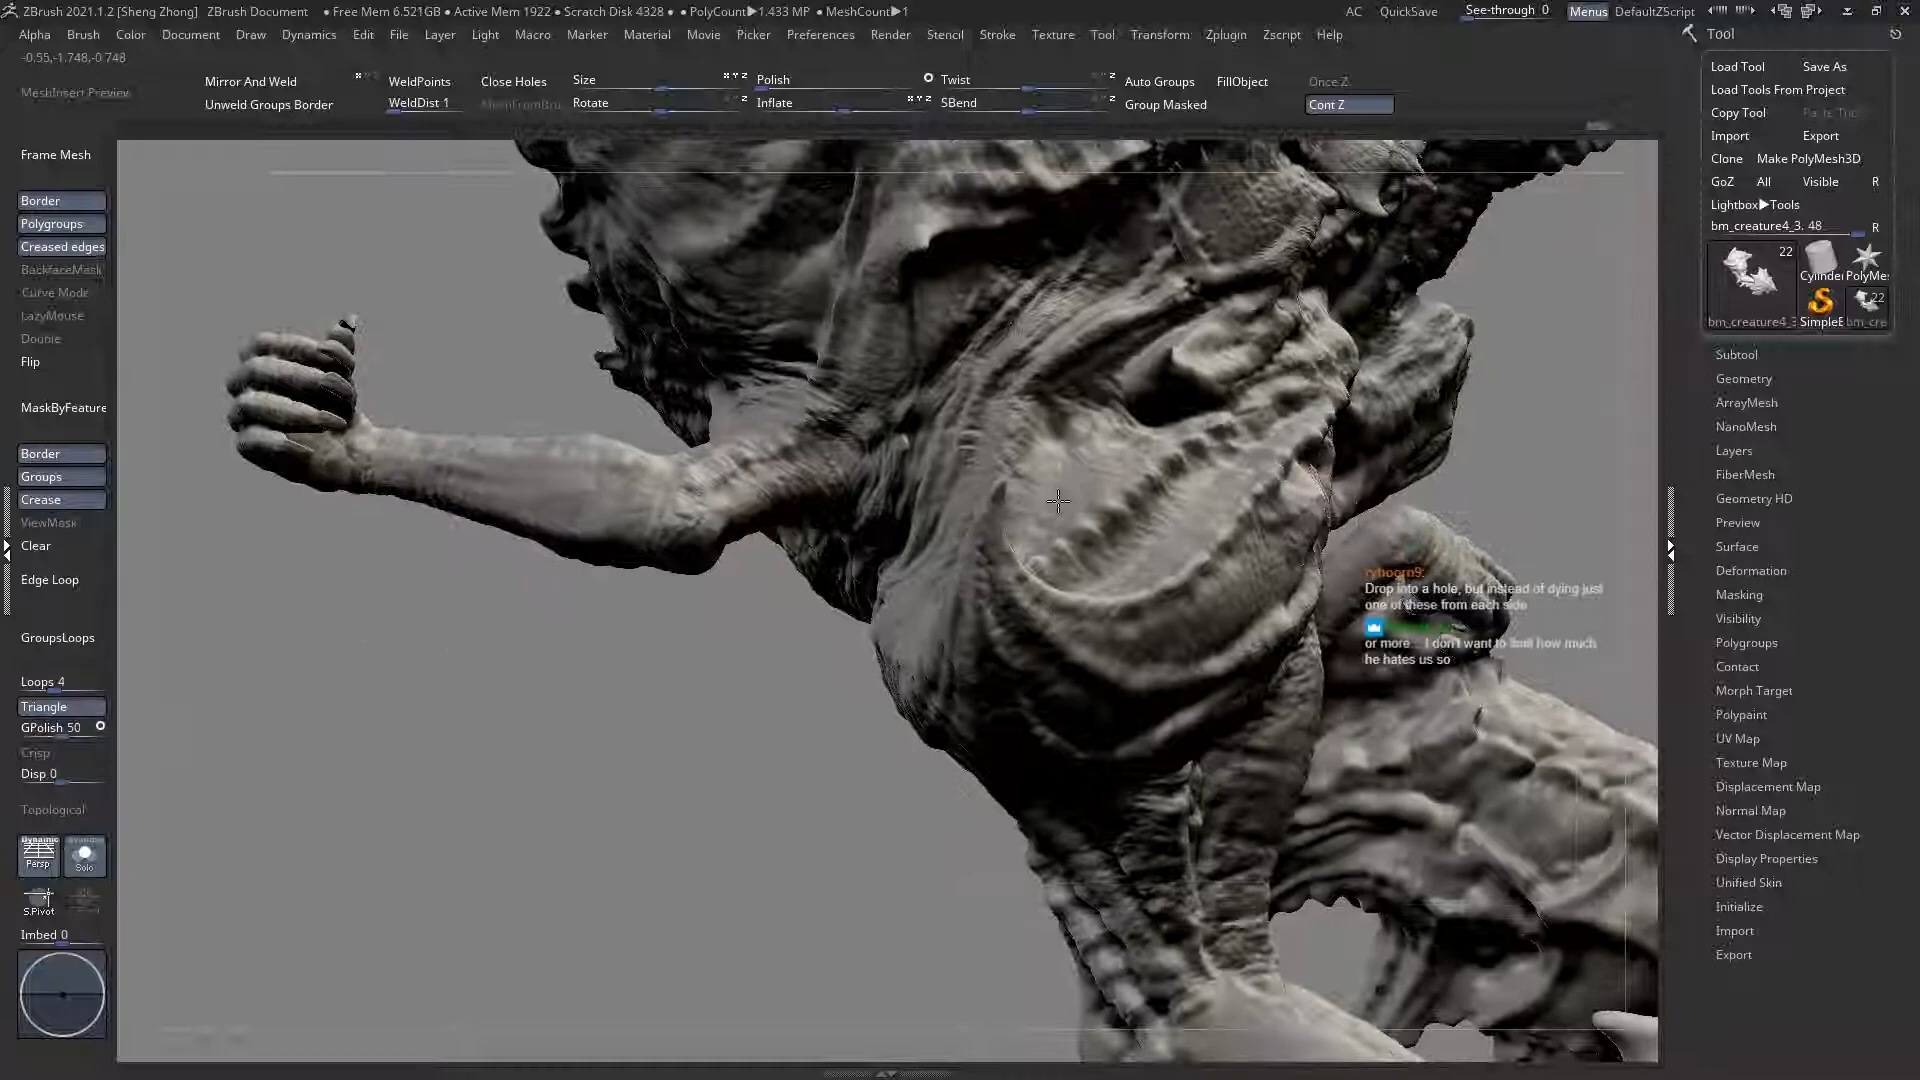 ZBrush 2021.1.2 [Sheng Zhong] ZBrush Document • Free Mem 6.521GB • Active Mem 1922 • Scratch Disk 4328 • • PolyCount▶1.433 MP • MeshCount▶1 AC QuickSave See-through 0 Menus DefaultZScript
Alpha Brush Color Document Draw Dynamics Edit File Layer Light Macro Marker Material Movie Picker Preferences Render Stencil Stroke Texture Tool Transform Zplugin Zscript Help
-0.55,-1.748,-0.748
MeshInsert Preview
Mirror And Weld WeldPoints Close Holes Size Polish Twist Auto Groups FillObject Once Z
Unweld Groups Border WeldDist 1 Rotate Inflate SBend Group Masked Cont Z
Frame Mesh
Border
Polygroups
Creased edges
BackfaceMask
Curve Mode
LazyMouse
Double
Flip
MaskByFeature
Border
Groups
Crease
ViewMask
Clear
Edge Loop
GroupsLoops
Loops 4
Triangle
GPolish 50
Crisp
Disp 0
Topological
Dynamic
Persp
Solo
S.Pivot
Imbed 0
ryhoorn9:
Drop into a hole, but instead of dying just
one of these from each side
or more... I don't want to limit how much
he hates us so
Tool
Load Tool Save As
Load Tools From Project
Copy Tool
Import Export
Clone Make PolyMesh3D
GoZ All Visible R
Lightbox▶Tools
bm_creature4_3. 48 R
22
Cylinder PolyMe
22
bm_creature4_3 SimpleB bm_cre
Subtool
Geometry
ArrayMesh
NanoMesh
Layers
FiberMesh
Geometry HD
Preview
Surface
Deformation
Masking
Visibility
Polygroups
Contact
Morph Target
Polypaint
UV Map
Texture Map
Displacement Map
Normal Map
Vector Displacement Map
Display Properties
Unified Skin
Initialize
Import
Export